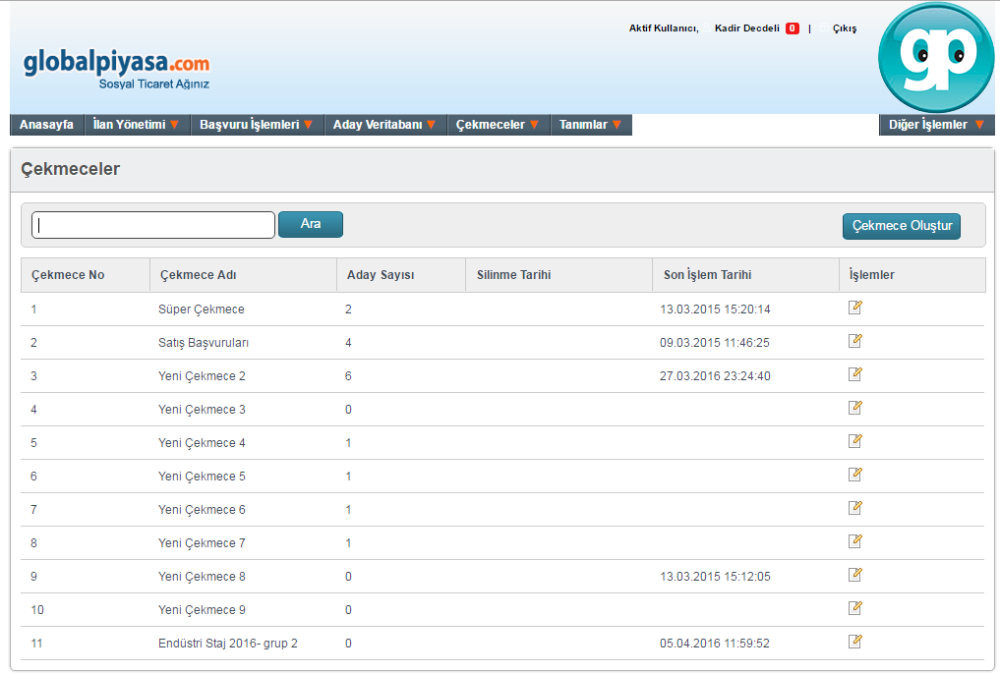 Aktif Kullanıcı, Kadir Decdeli 0 | Çıkış
globalpiyasa.com
Sosyal Ticaret Ağınız
gp
Anasayfa İlan Yönetimi ▼ Başvuru İşlemleri ▼ Aday Veritabanı ▼ Çekmeceler ▼ Tanımlar ▼ Diğer İşlemler ▼
Çekmeceler
Ara Çekmece Oluştur
Çekmece No Çekmece Adı Aday Sayısı Silinme Tarihi Son İşlem Tarihi İşlemler
1 Süper Çekmece 2 13.03.2015 15:20:14
2 Satış Başvuruları 4 09.03.2015 11:46:25
3 Yeni Çekmece 2 6 27.03.2016 23:24:40
4 Yeni Çekmece 3 0
5 Yeni Çekmece 4 1
6 Yeni Çekmece 5 1
7 Yeni Çekmece 6 1
8 Yeni Çekmece 7 1
9 Yeni Çekmece 8 0 13.03.2015 15:12:05
10 Yeni Çekmece 9 0
11 Endüstri Staj 2016- grup 2 0 05.04.2016 11:59:52